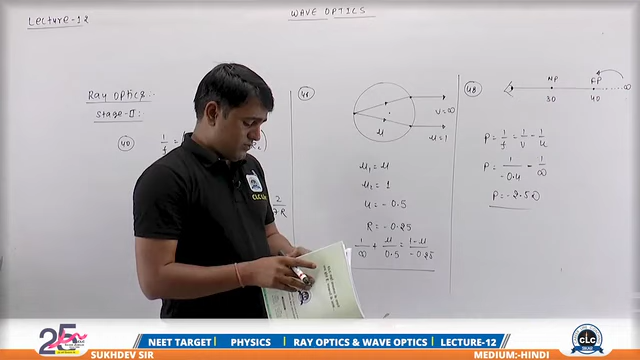 LECTURE-12
WAVE OPTICS
RAY OPTICS:-
STAGE-II:
40
1/f
2/R
41
μ
V=∞
μ=1
μ₁ = μ
μ₂ = 1
u = -0.5
R = -0.25
1/∞ + μ/0.5 = (1-μ)/-0.25
48
NP
FP
∞
30
40
P = 1/f = 1/v - 1/u
P = 1/-0.4 - 1/∞
P = -2.5D
CLC
25
NEET TARGET | PHYSICS | RAY OPTICS & WAVE OPTICS | LECTURE-12
SUKHDEV SIR
MEDIUM:-HINDI
CLC